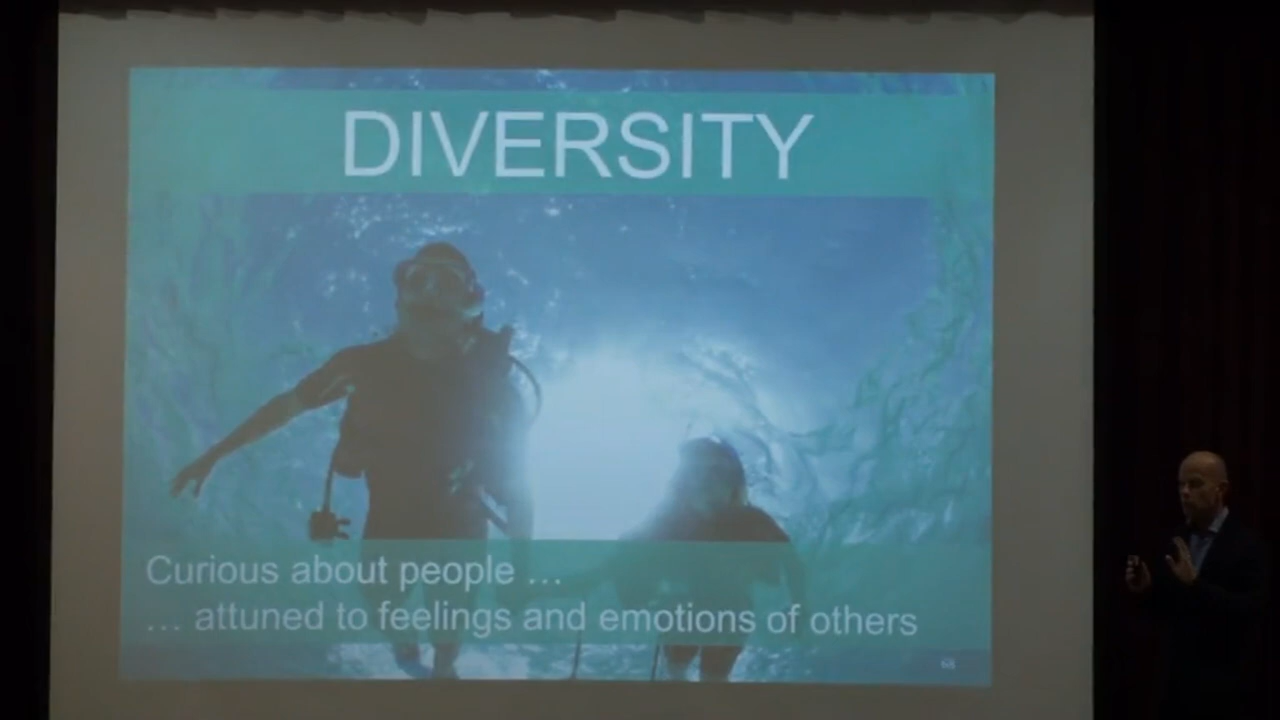 DIVERSITY
Curious about people …
… attuned to feelings and emotions of others